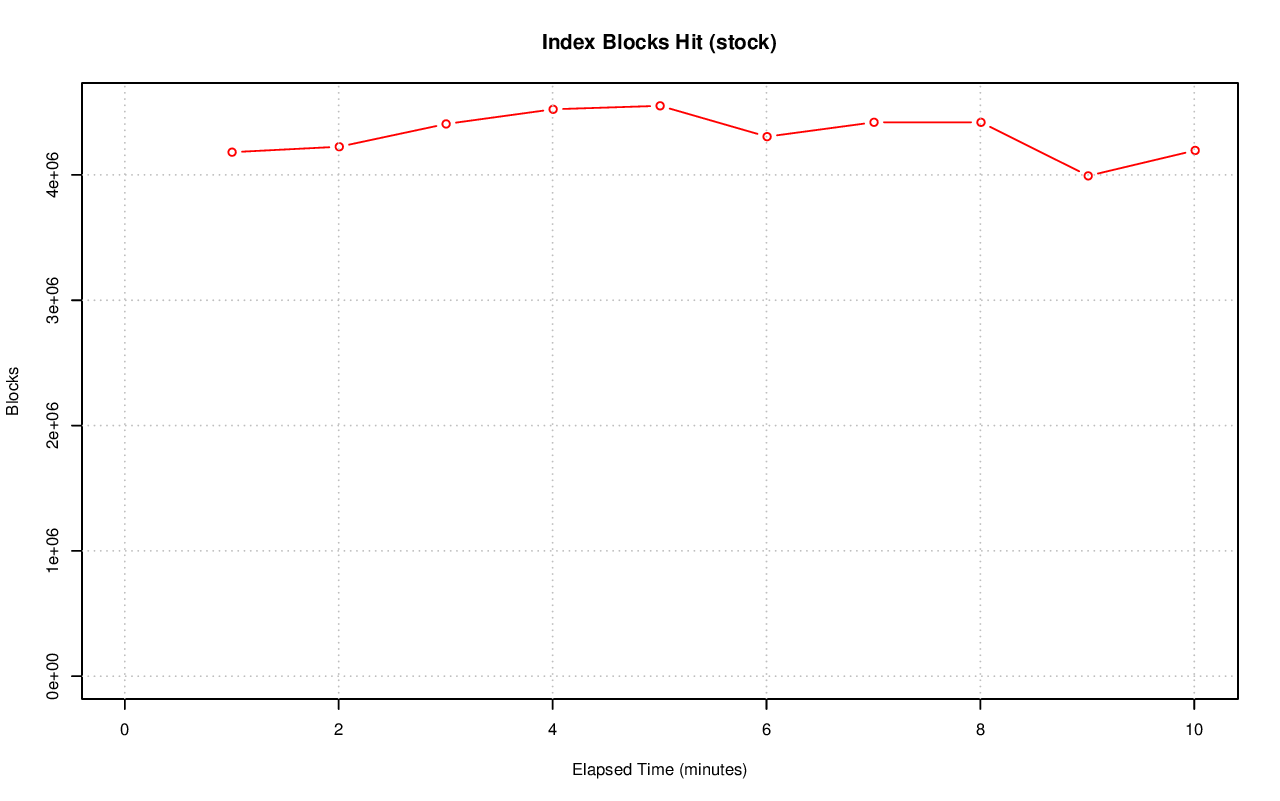 Index Blocks Hit (stock)
Blocks
4e+06
3e+06
2e+06
1e+06
0e+00
0 2 4 6 8 10
Elapsed Time (minutes)